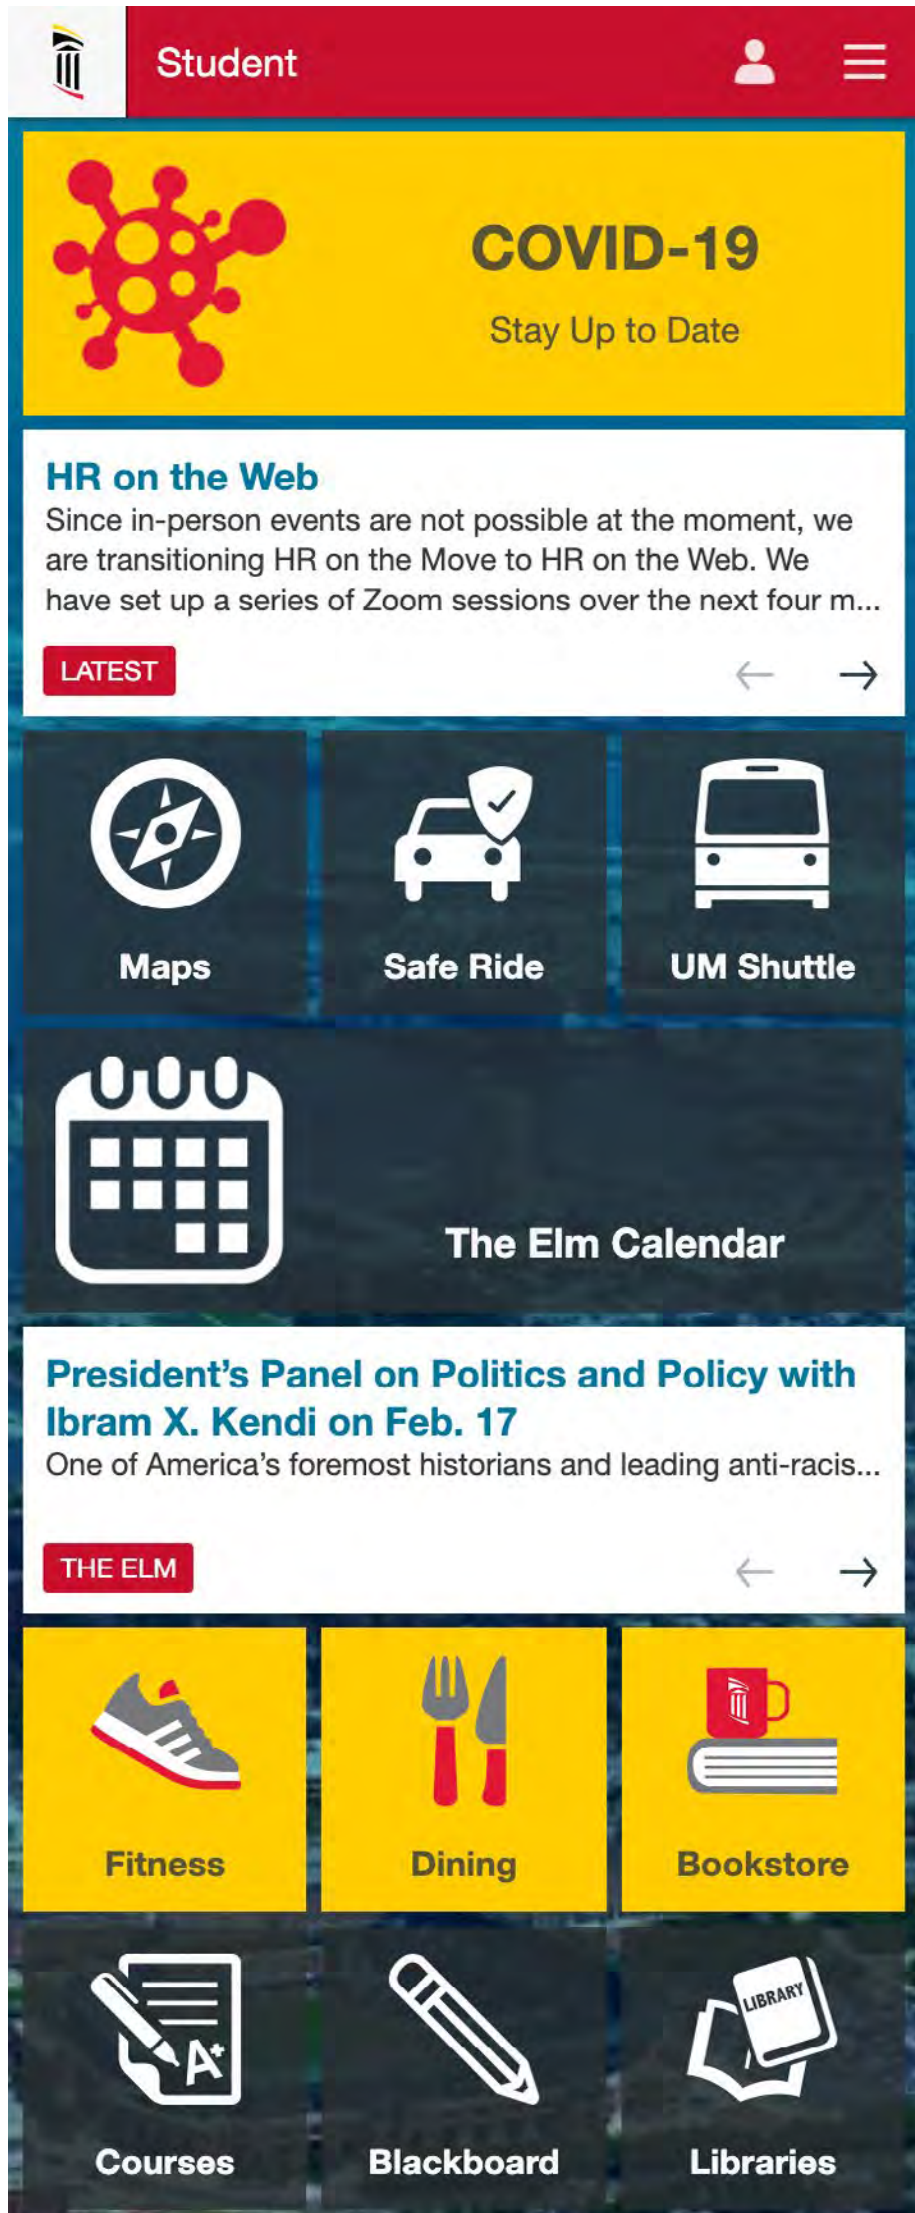 Student
COVID-19
Stay Up to Date
HR on the Web
Since in-person events are not possible at the moment, we
are transitioning HR on the Move to HR on the Web. We
have set up a series of Zoom sessions over the next four m...
LATEST
Maps
Safe Ride
UM Shuttle
The Elm Calendar
President’s Panel on Politics and Policy with
Ibram X. Kendi on Feb. 17
One of America’s foremost historians and leading anti-racis...
THE ELM
Fitness
Dining
Bookstore
A+
LIBRARY
Courses
Blackboard
Libraries